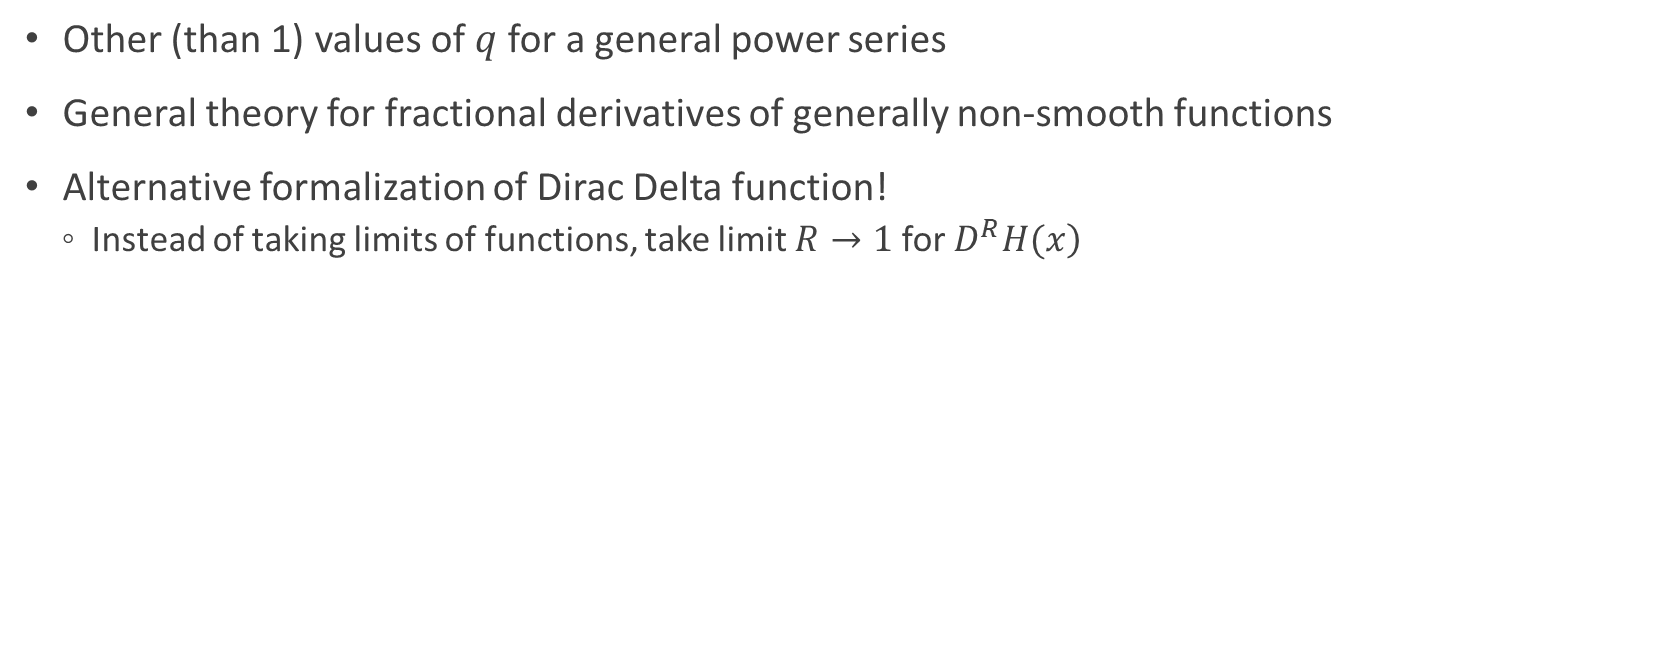 • Other (than 1) values of q for a general power series
• General theory for fractional derivatives of generally non-smooth functions
• Alternative formalization of Dirac Delta function!
◦ Instead of taking limits of functions, take limit R → 1 for D^R H(x)